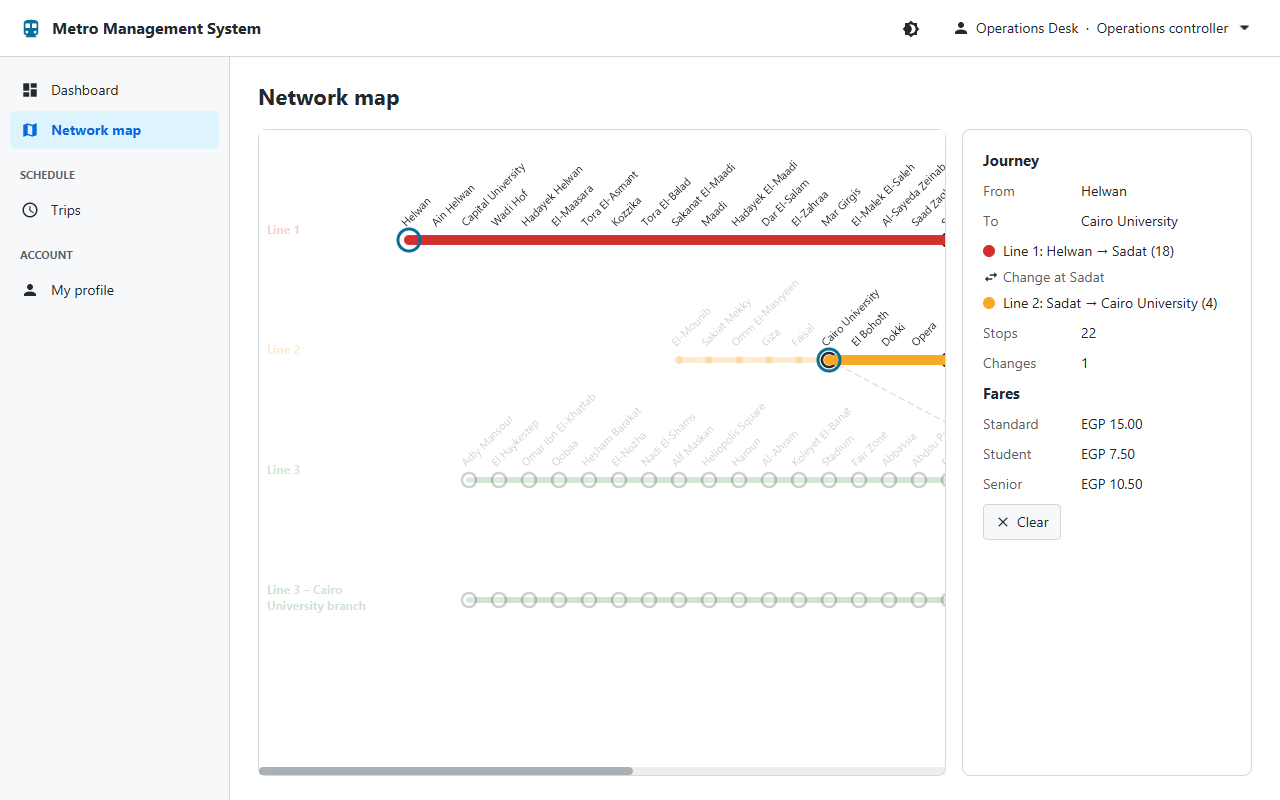 Metro Management System
Operations Desk · Operations controller
Dashboard
Network map
SCHEDULE
Trips
ACCOUNT
My profile
Network map
Helwan
Ain Helwan
Capital University
Wadi Hof
Hadayek Helwan
El-Maasara
Tora El-Asmant
Kozzika
Tora El-Balad
Sakanat El-Maadi
Maadi
Hadayek El-Maadi
Dar El-Salam
El-Zahraa
Mar Girgis
El-Malek El-Saleh
Al-Sayeda Zeinab
Saad
Line 1
El-Mounib
Sakiat Mekky
Omm El-Masryeen
Giza
Faisal
Cairo University
El Bohoth
Dokki
Opera
Line 2
Adly Mansour
El Haykestep
Omar Ibn El-Khattab
Qobaa
Hesham Barakat
El-Nozha
Nadi El-Shams
Alf Maskan
Heliopolis Square
Haroun
Al-Ahram
Koleyet El-Banat
Stadium
Fair Zone
Abbassia
Abdou
Line 3
Line 3 – Cairo
University branch
Journey
From Helwan
To Cairo University
Line 1: Helwan → Sadat (18)
Change at Sadat
Line 2: Sadat → Cairo University (4)
Stops 22
Changes 1
Fares
Standard EGP 15.00
Student EGP 7.50
Senior EGP 10.50
Clear